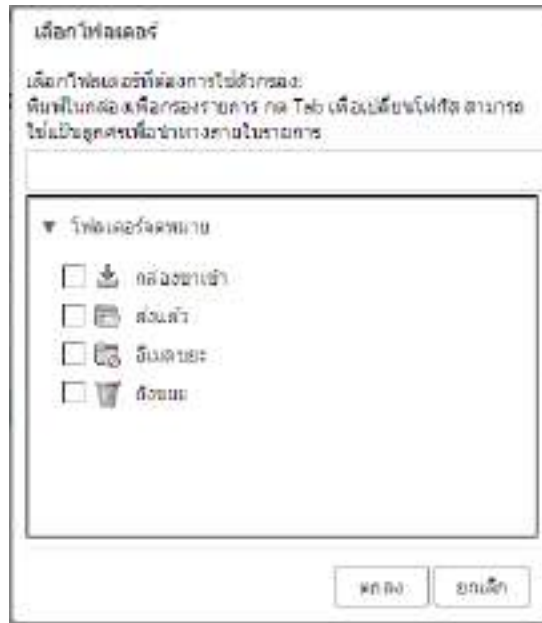 เลือกโฟลเดอร์
เลือกโฟลเดอร์ที่ต้องการใช้ตัวกรอง:
พิมพ์ในกล่องเพื่อกรองรายการ กด Tab เพื่อเปลี่ยนโฟกัส สามารถ
ใช้แป้นลูกศรเพื่อนำทางภายในรายการ
โฟลเดอร์จดหมาย
กล่องขาเข้า
ส่งแล้ว
อีเมลขยะ
ถังขยะ
ตกลง
ยกเลิก